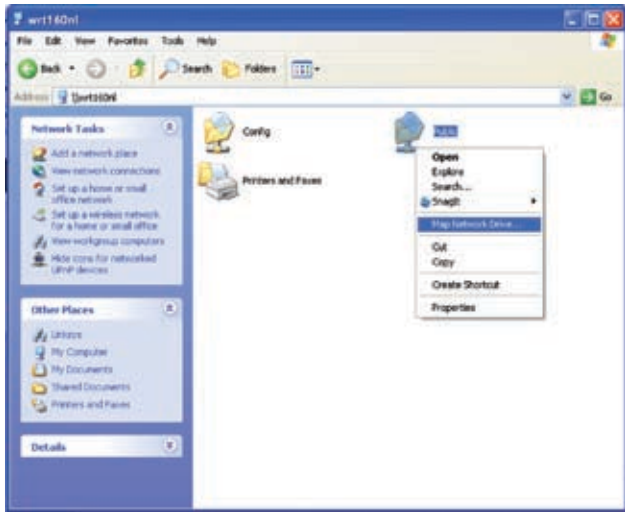 wrt160nl
File Edit View Favorites Tools Help
Back Search Folders
Address \\wrt160nl Go
Network Tasks
Add a network place
View network connections
Set up a home or small
office network
Set up a wireless network
for a home or small office
View workgroup computers
Hide icons for networked
UPnP devices
Other Places
Linksys
My Computer
My Documents
Shared Documents
Printers and Faxes
Details
Config
Printers and Faxes
Public
Open
Explore
Search...
SnagIt
Map Network Drive...
Cut
Copy
Create Shortcut
Properties